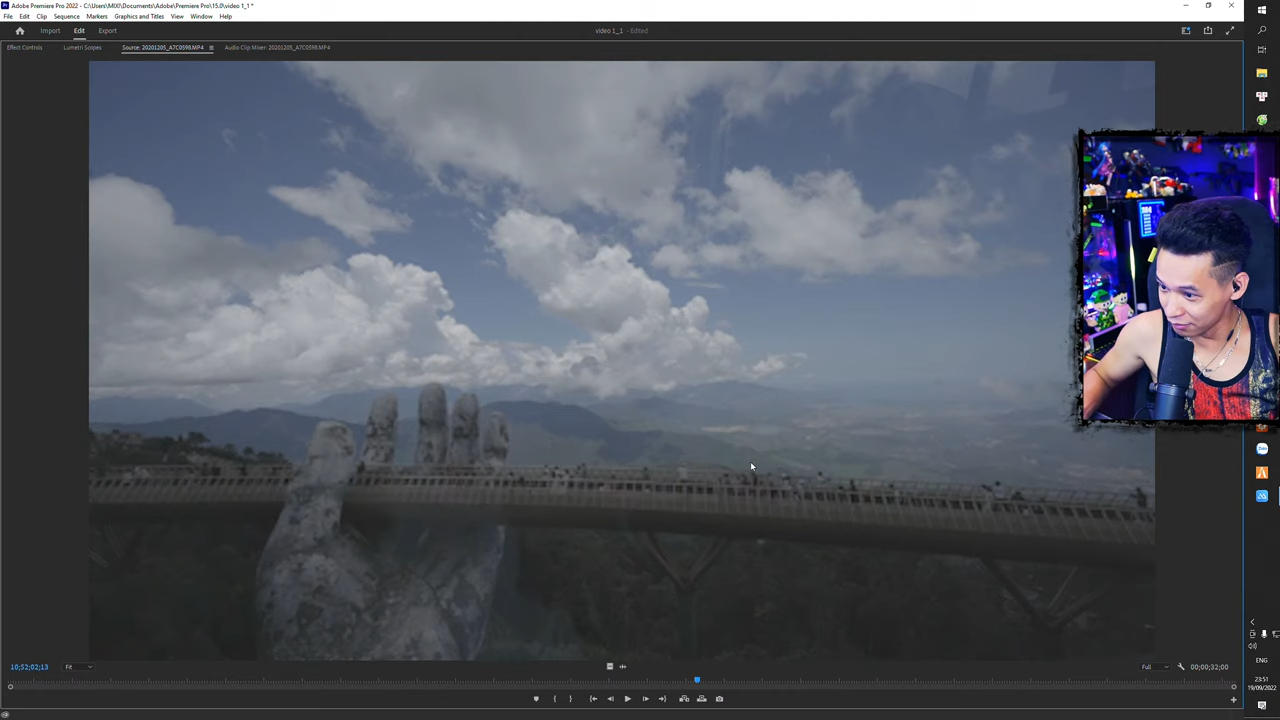 Adobe Premiere Pro 2022 - C:\Users\MIXI\Documents\Adobe\Premiere Pro\15.0\video 1_1 *
File Edit Clip Sequence Markers Graphics and Titles View Window Help
Import Edit Export
video 1_1 - Edited
Effect Controls Lumetri Scopes Source: 20201205_A7C0598.MP4 Audio Clip Mixer: 20201205_A7C0598.MP4
10;52;02;13 Fit
Full 00;00;32;00
ENG
23:51
19/09/2022